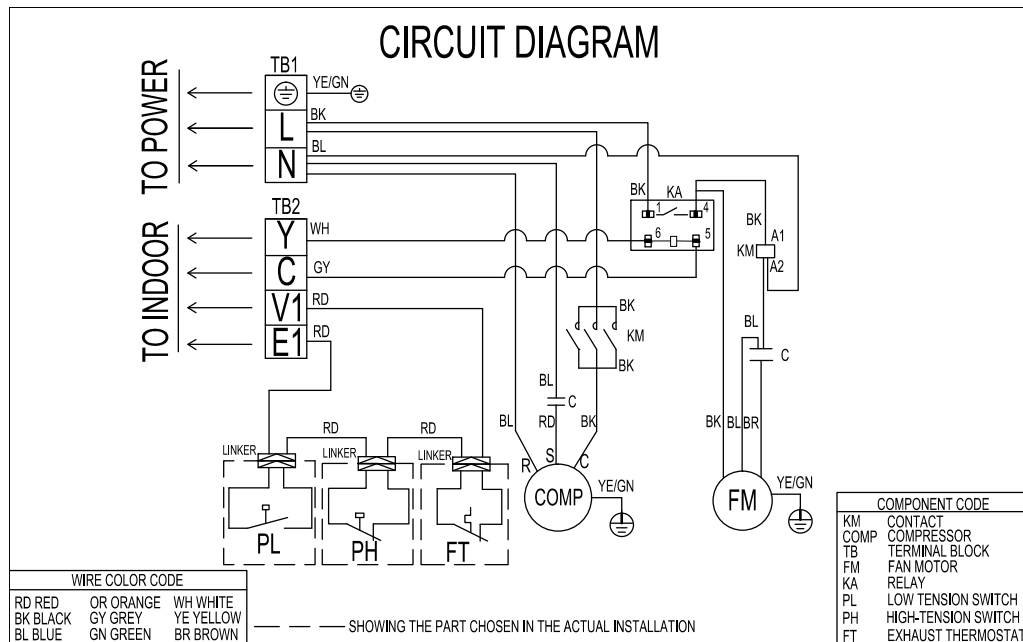 CIRCUIT DIAGRAM
TO POWER
TB1
YE/GN
L
BK
N
BL
TO INDOOR
TB2
Y
WH
C
GY
V1
RD
E1
RD
BK
KA
1
4
6
5
BK
KM
A1
A2
BK
KM
BK
BL
C
BL
C
BL
RD
BK
BK
BL
BR
R
S
C
COMP
YE/GN
FM
YE/GN
LINKER
RD
LINKER
RD
LINKER
PL
PH
FT
WIRE COLOR CODE
RD RED OR ORANGE WH WHITE
BK BLACK GY GREY YE YELLOW
BL BLUE GN GREEN BR BROWN
SHOWING THE PART CHOSEN IN THE ACTUAL INSTALLATION
COMPONENT CODE
KM CONTACT
COMP COMPRESSOR
TB TERMINAL BLOCK
FM FAN MOTOR
KA RELAY
PL LOW TENSION SWITCH
PH HIGH-TENSION SWITCH
FT EXHAUST THERMOSTAT